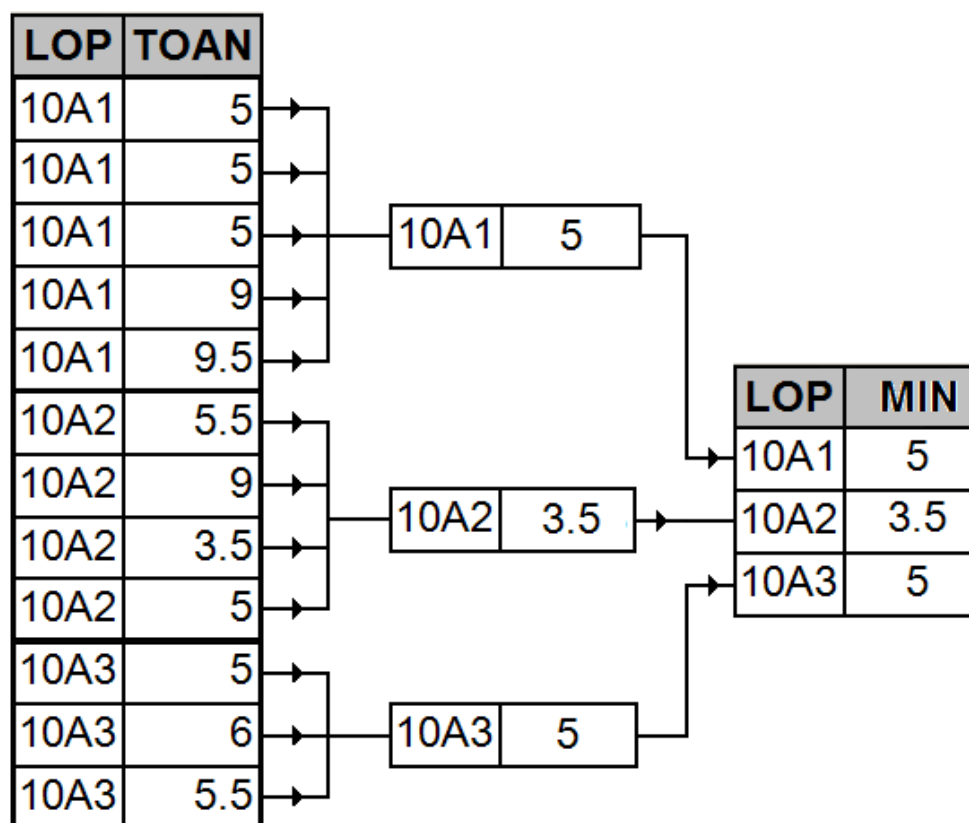 LOP TOAN
10A1 5
10A1 5
10A1 5
10A1 9
10A1 9.5
10A2 5.5
10A2 9
10A2 3.5
10A2 5
10A3 5
10A3 6
10A3 5.5
10A1 5
10A2 3.5
10A3 5
LOP MIN
10A1 5
10A2 3.5
10A3 5